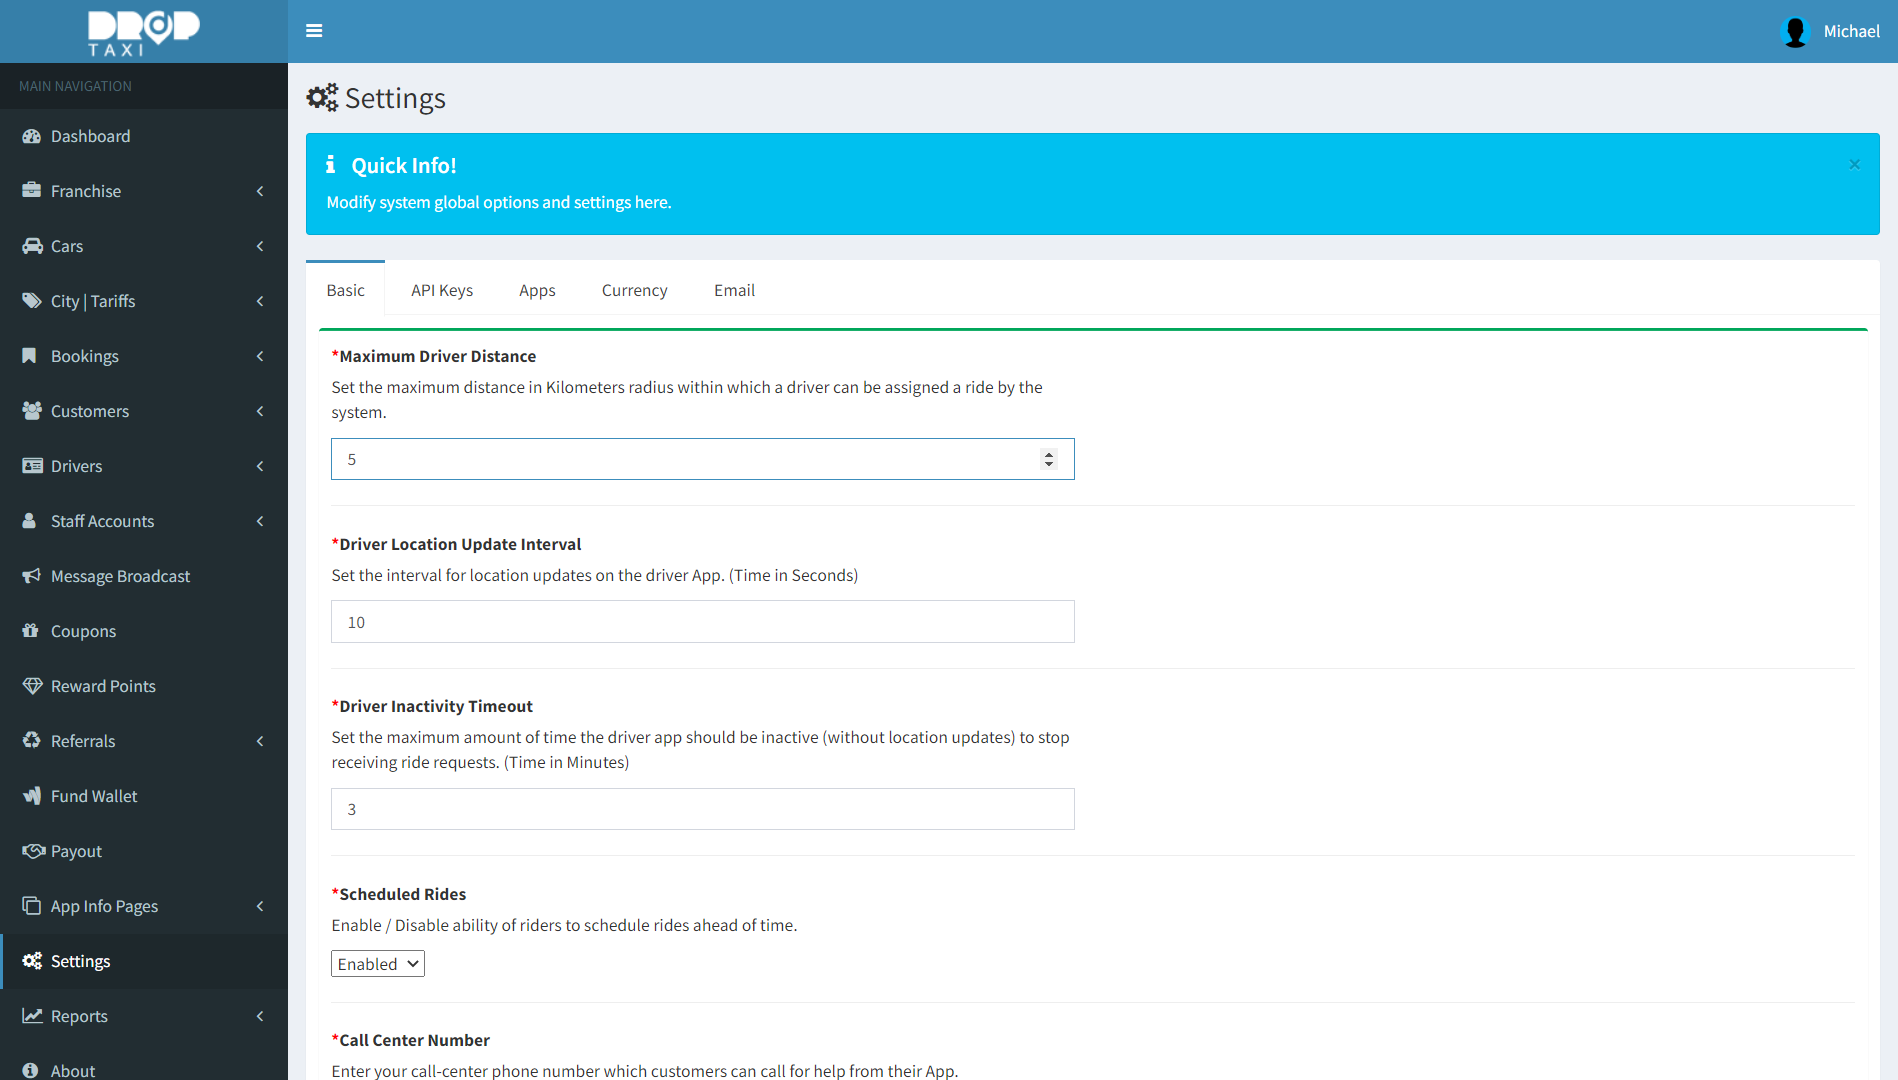 DROP
TAXI
Michael
MAIN NAVIGATION
Dashboard
Franchise
Cars
City | Tariffs
Bookings
Customers
Drivers
Staff Accounts
Message Broadcast
Coupons
Reward Points
Referrals
Fund Wallet
Payout
App Info Pages
Settings
Reports
About
Settings
Quick Info!
×
Modify system global options and settings here.
Basic
API Keys
Apps
Currency
Email
*Maximum Driver Distance
Set the maximum distance in Kilometers radius within which a driver can be assigned a ride by the
system.
5
*Driver Location Update Interval
Set the interval for location updates on the driver App. (Time in Seconds)
10
*Driver Inactivity Timeout
Set the maximum amount of time the driver app should be inactive (without location updates) to stop
receiving ride requests. (Time in Minutes)
3
*Scheduled Rides
Enable / Disable ability of riders to schedule rides ahead of time.
Enabled
*Call Center Number
Enter your call-center phone number which customers can call for help from their App.